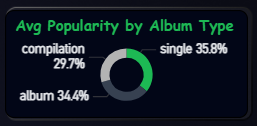 Avg Popularity by Album Type
compilation
29.7%
single 35.8%
album 34.4%